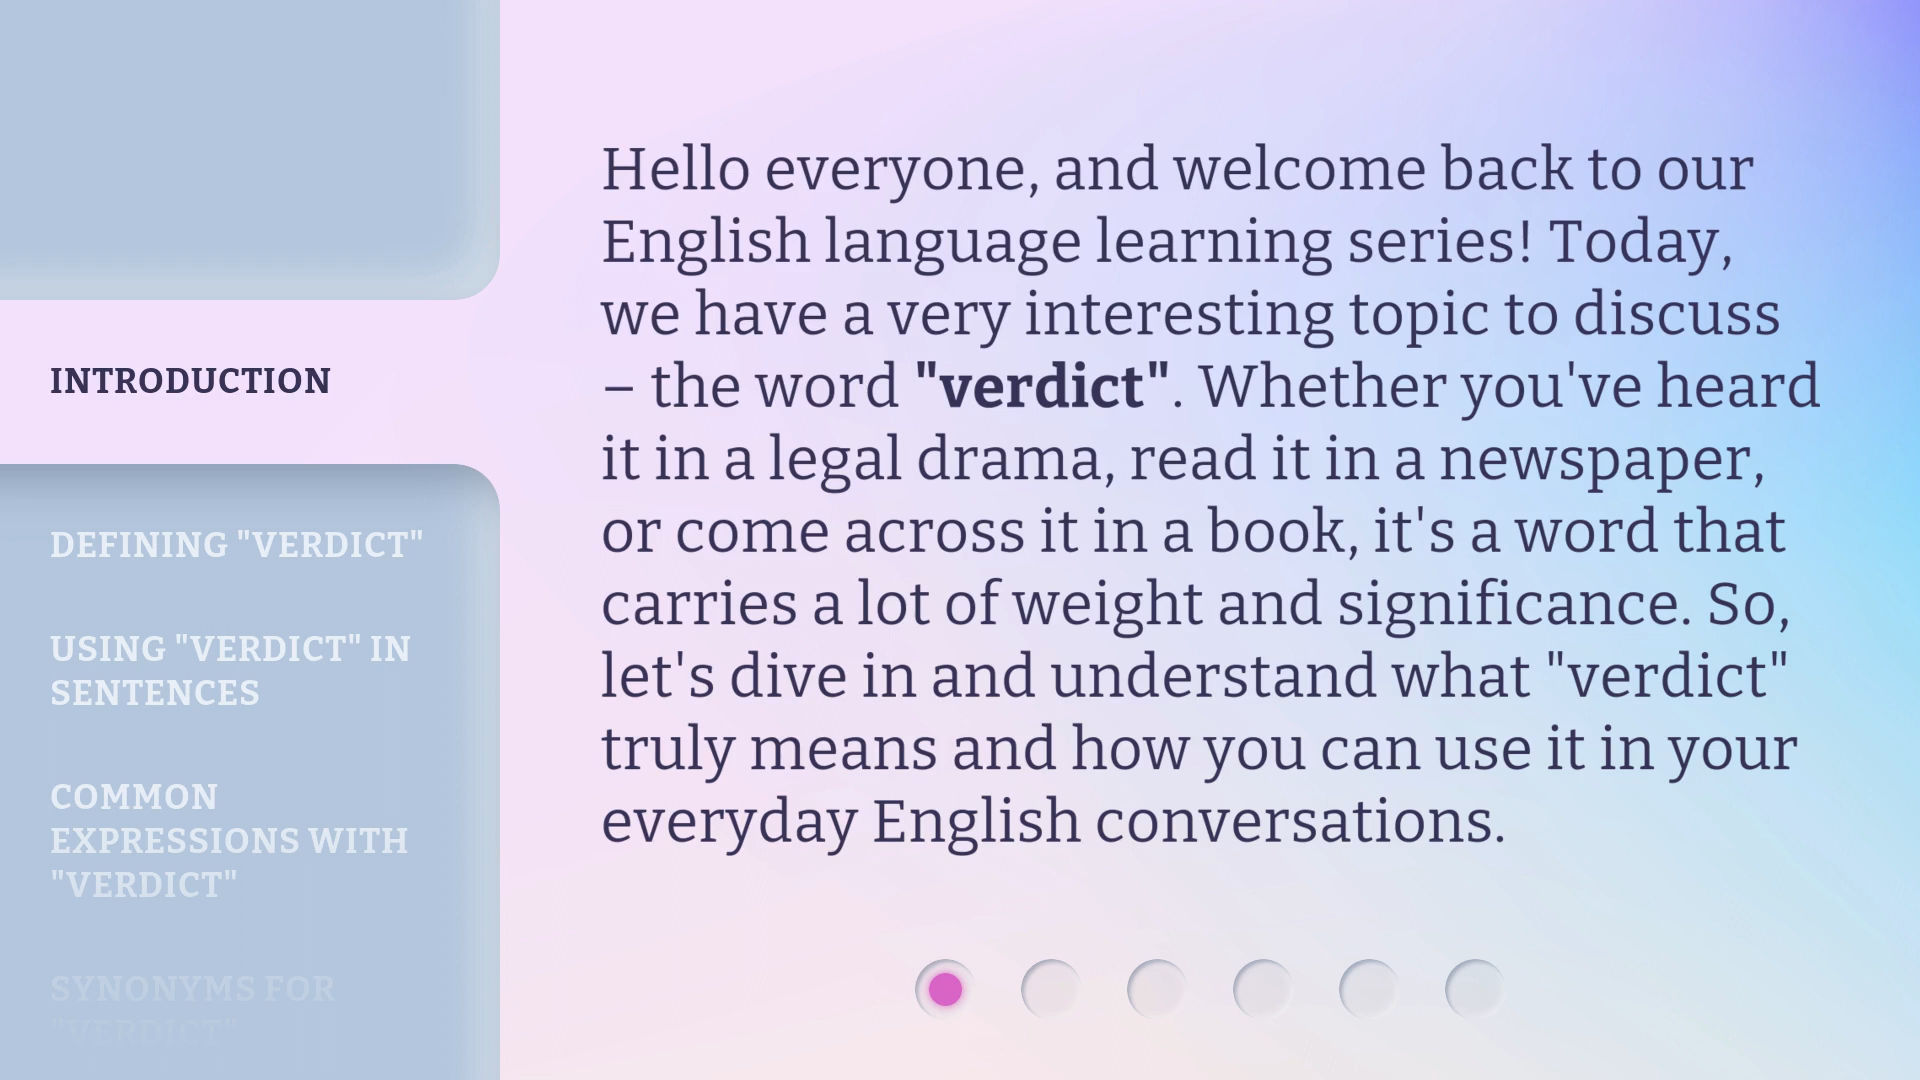 INTRODUCTION
DEFINING "VERDICT"
USING "VERDICT" IN
SENTENCES
COMMON
EXPRESSIONS WITH
"VERDICT"
SYNONYMS FOR
"VERDICT"
Hello everyone, and welcome back to our
English language learning series! Today,
we have a very interesting topic to discuss
– the word "verdict". Whether you've heard
it in a legal drama, read it in a newspaper,
or come across it in a book, it's a word that
carries a lot of weight and significance. So,
let's dive in and understand what "verdict"
truly means and how you can use it in your
everyday English conversations.